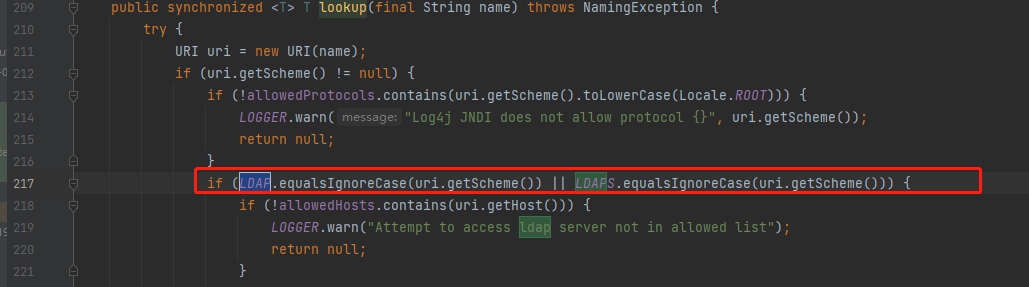 209 public synchronized <T> T lookup(final String name) throws NamingException {
210 try {
211 URI uri = new URI(name);
212 if (uri.getScheme() != null) {
213 if (!allowedProtocols.contains(uri.getScheme().toLowerCase(Locale.ROOT))) {
214 LOGGER.warn( message: "Log4j JNDI does not allow protocol {}", uri.getScheme());
215 return null;
216 }
217 if (LDAP.equalsIgnoreCase(uri.getScheme()) || LDAPS.equalsIgnoreCase(uri.getScheme())) {
218 if (!allowedHosts.contains(uri.getHost())) {
219 LOGGER.warn("Attempt to access ldap server not in allowed list");
220 return null;
221 }